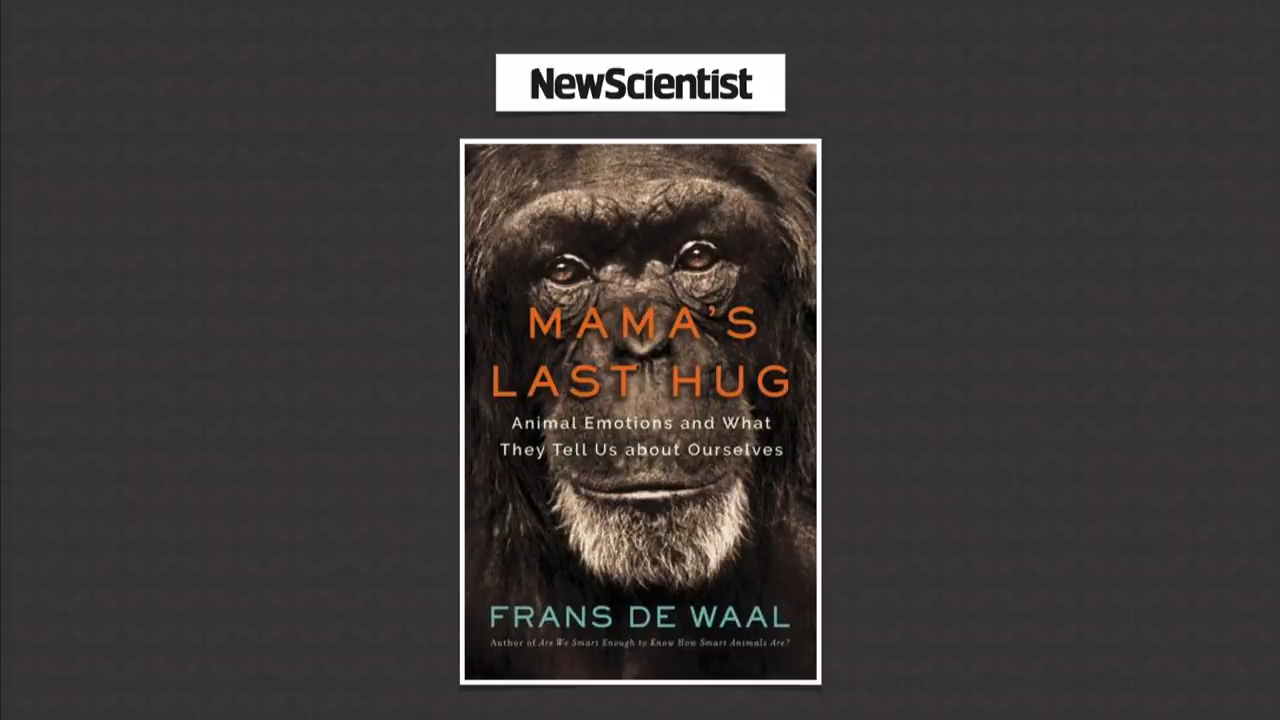 NewScientist
MAMA'S
LAST HUG
Animal Emotions and What
They Tell Us about Ourselves
FRANS DE WAAL
Author of Are We Smart Enough to Know How Smart Animals Are?